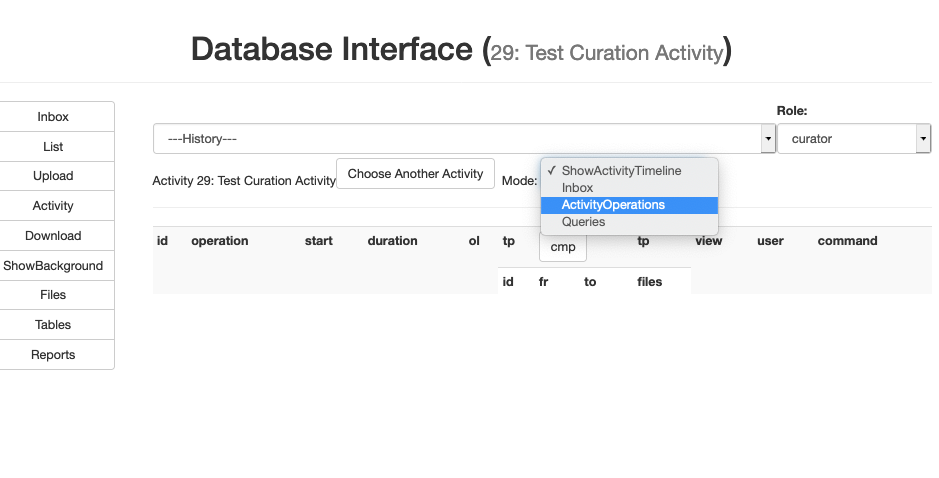 Database Interface (29: Test Curation Activity)
Role:
Inbox
List
Upload
Activity
Download
ShowBackground
Files
Tables
Reports
---History---
curator
Activity 29: Test Curation Activity
Choose Another Activity
Mode:
✓ ShowActivityTimeline
Inbox
ActivityOperations
Queries
id operation start duration ol tp cmp tp view user command
id fr to files